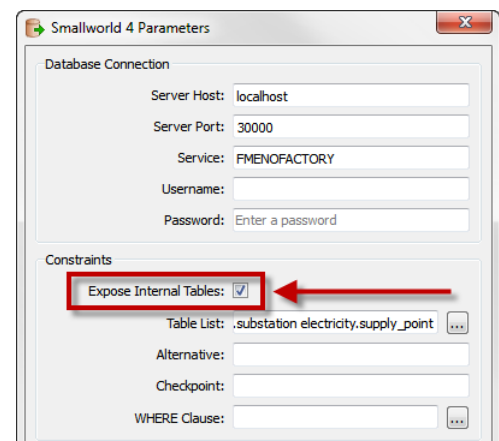 Smallworld 4 Parameters
Database Connection
Server Host: localhost
Server Port: 30000
Service: FMENOFACTORY
Username:
Password: Enter a password
Constraints
Expose Internal Tables:
Table List: .substation electricity.supply_point ...
Alternative:
Checkpoint:
WHERE Clause: ...